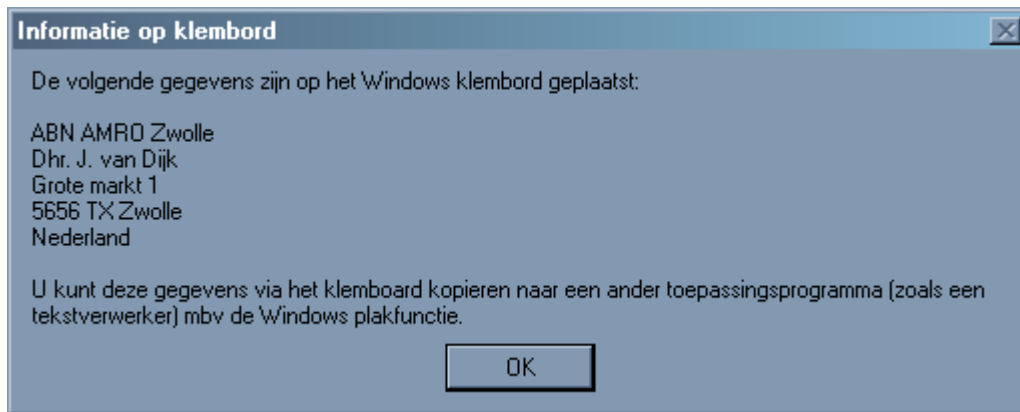 Informatie op klembord
De volgende gegevens zijn op het Windows klembord geplaatst:
ABN AMRO Zwolle
Dhr. J. van Dijk
Grote markt 1
5656 TX Zwolle
Nederland
U kunt deze gegevens via het klemboard kopieren naar een ander toepassingsprogramma (zoals een
tekstverwerker) mbv de Windows plakfunctie.
OK